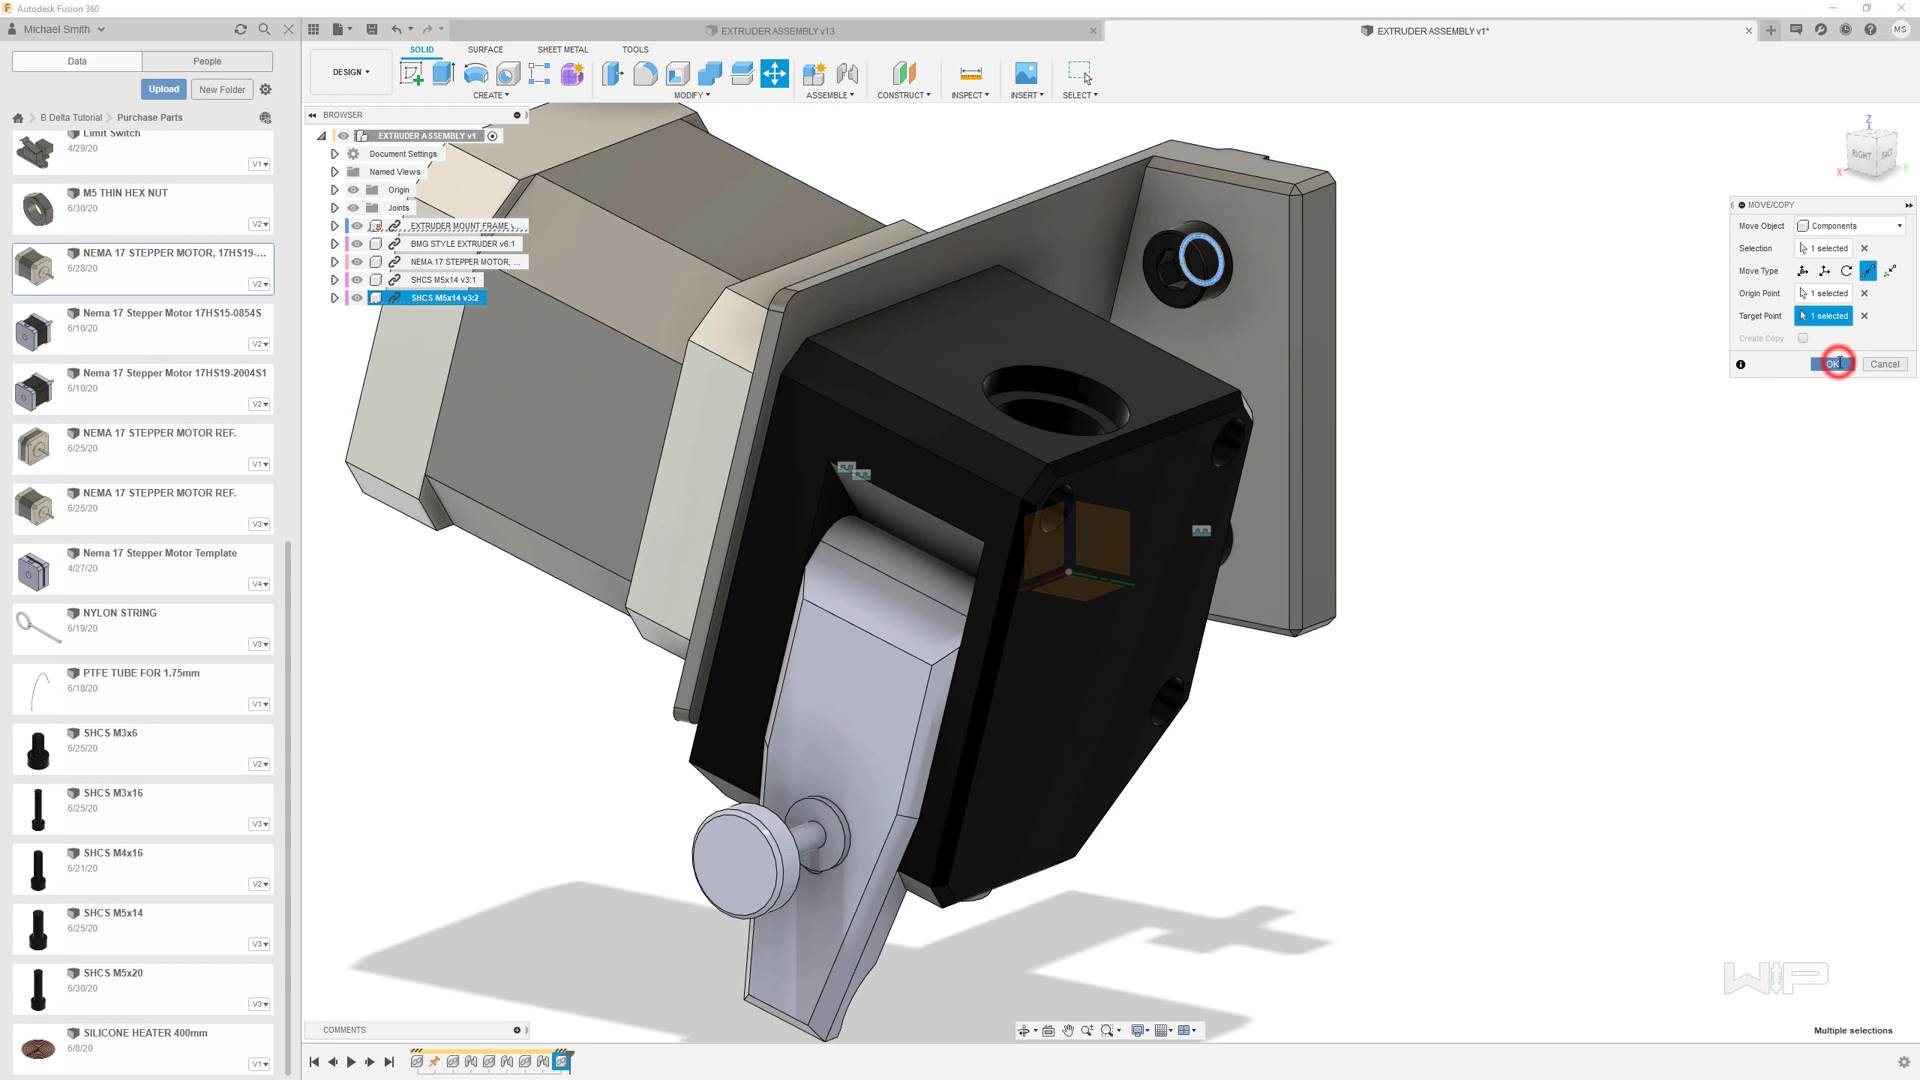 Autodesk Fusion 360
Michael Smith
EXTRUDER ASSEMBLY v13
EXTRUDER ASSEMBLY v1*
MS
Data
People
Upload
New Folder
B Delta Tutorial
Purchase Parts
Limit Switch
4/29/20
V1
M5 THIN HEX NUT
6/30/20
V2
NEMA 17 STEPPER MOTOR, 17HS19-...
6/28/20
V2
Nema 17 Stepper Motor 17HS15-0854S
6/10/20
V2
Nema 17 Stepper Motor 17HS19-2004S1
6/10/20
V2
NEMA 17 STEPPER MOTOR REF.
6/25/20
V1
NEMA 17 STEPPER MOTOR REF.
6/25/20
V3
Nema 17 Stepper Motor Template
4/27/20
V4
NYLON STRING
6/19/20
V3
PTFE TUBE FOR 1.75mm
6/18/20
V1
SHCS M3x6
6/25/20
V2
SHCS M3x16
6/25/20
V3
SHCS M4x16
6/21/20
V2
SHCS M5x14
6/25/20
V3
SHCS M5x20
6/30/20
V3
SILICONE HEATER 400mm
6/8/20
V1
DESIGN
SOLID
SURFACE
SHEET METAL
TOOLS
CREATE
MODIFY
ASSEMBLE
CONSTRUCT
INSPECT
INSERT
SELECT
BROWSER
EXTRUDER ASSEMBLY v1
Document Settings
Named Views
Origin
Joints
EXTRUDER MOUNT FRAME
BMG STYLE EXTRUDER v6:1
NEMA 17 STEPPER MOTOR, ...
SHCS M5x14 v3:1
SHCS M5x14 v3:2
Z
RIGHT
BACK
X
Y
MOVE/COPY
Move Object
Components
Selection
1 selected
Move Type
Origin Point
1 selected
Target Point
1 selected
Create Copy
OK
Cancel
WIP
Multiple selections
COMMENTS